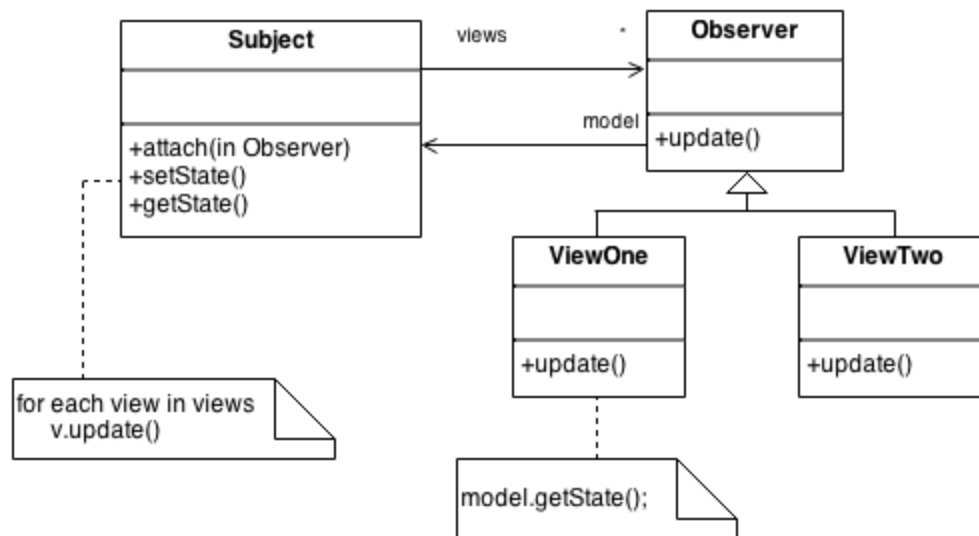 Subject
+attach(in Observer)
+setState()
+getState()
views
*
model
Observer
+update()
ViewOne
+update()
ViewTwo
+update()
for each view in views
v.update()
model.getState();